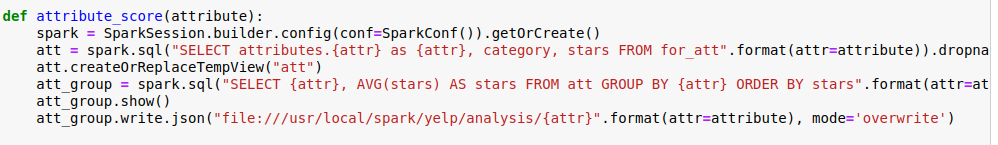 def attribute_score(attribute):
    spark = SparkSession.builder.config(conf=SparkConf()).getOrCreate()
    att = spark.sql("SELECT attributes.{attr} as {attr}, category, stars FROM for_att".format(attr=attribute)).dropna
    att.createOrReplaceTempView("att")
    att_group = spark.sql("SELECT {attr}, AVG(stars) AS stars FROM att GROUP BY {attr} ORDER BY stars".format(attr=at
    att_group.show()
    att_group.write.json("file:///usr/local/spark/yelp/analysis/{attr}".format(attr=attribute), mode='overwrite')